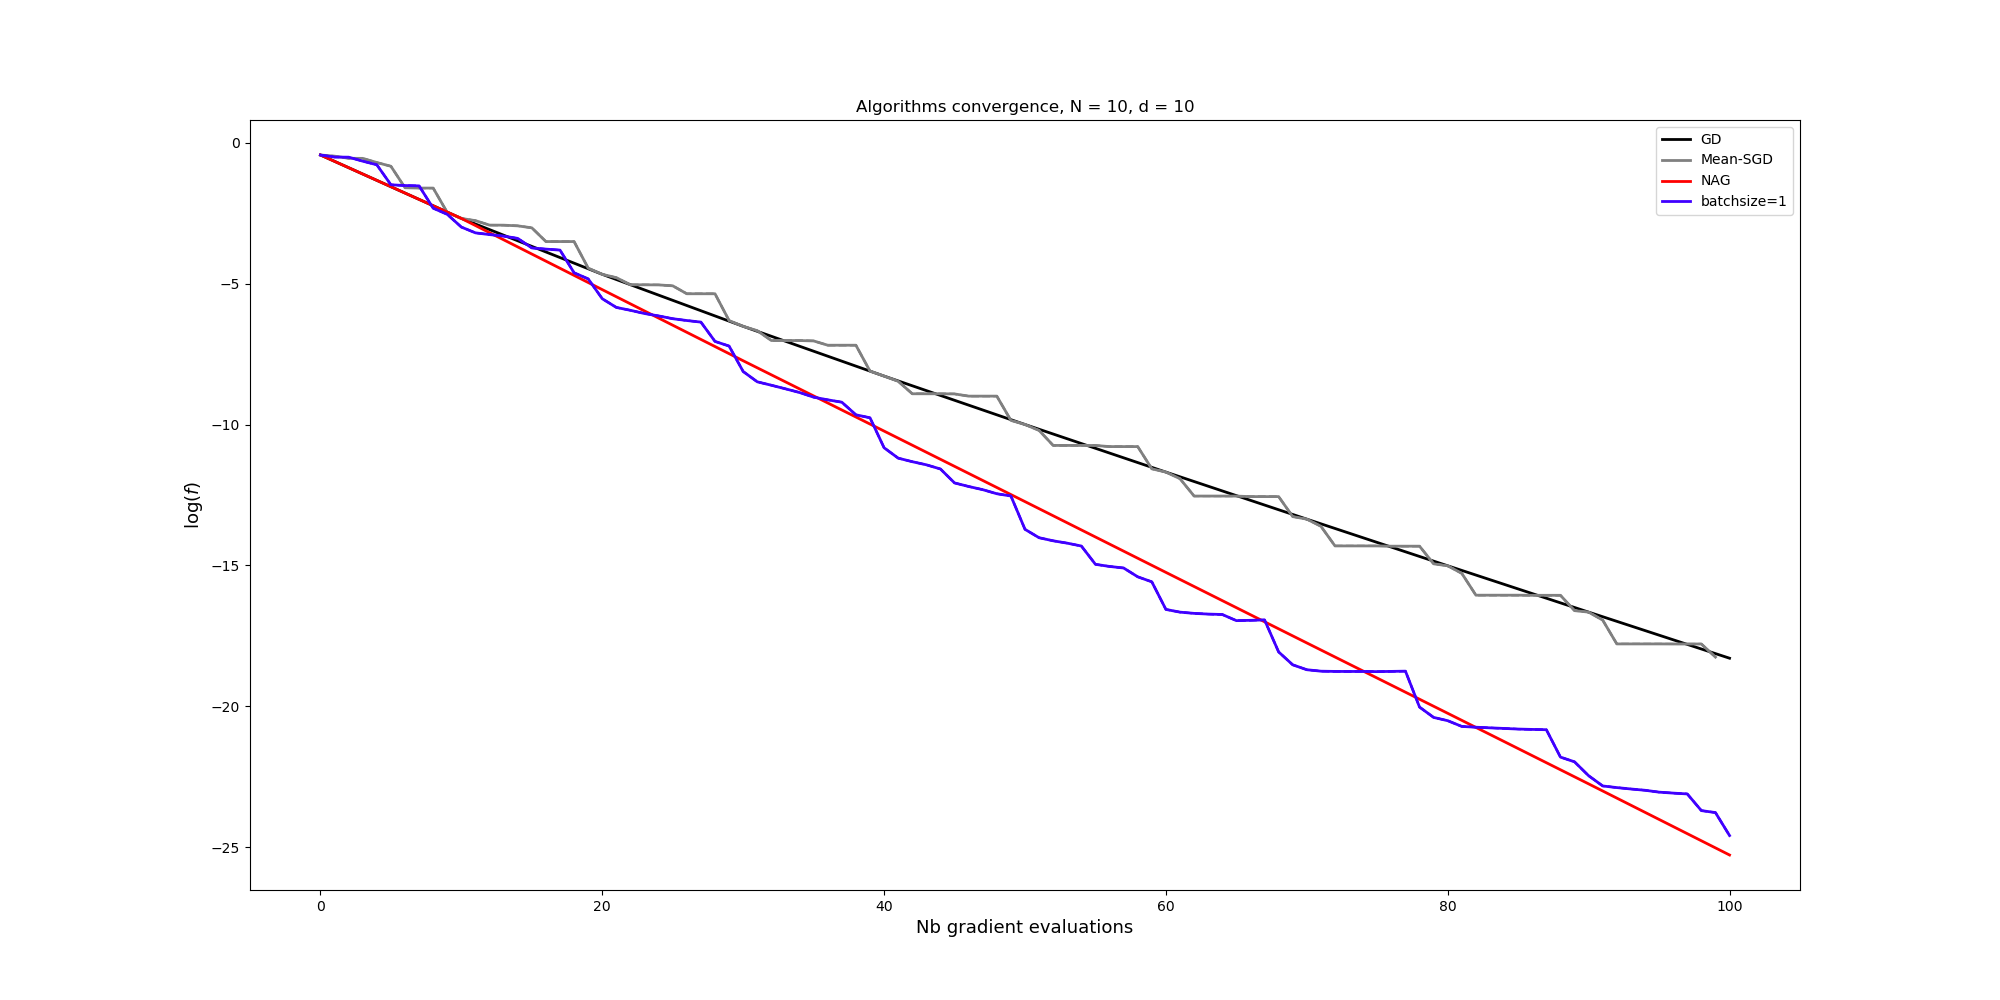 Algorithms convergence, N = 10, d = 10
GD
Mean-SGD
NAG
batchsize=1
0
−5
−10
−15
−20
−25
log(f)
0 20 40 60 80 100
Nb gradient evaluations